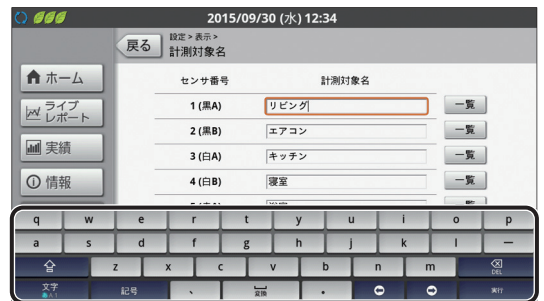 2015/09/30 (水) 12:34
戻る
設定 > 表示 >
計測対象名
ホーム
ライブ
レポート
実績
情報
センサ番号 計測対象名
1 (黒A) リビング 一覧
2 (黒B) エアコン 一覧
3 (白A) キッチン 一覧
4 (白B) 寝室 一覧
q w e r t y u i o p
a s d f g h j k l ー
z x c v b n m DEL
文字 記号 、 変換 . 実行
あA1